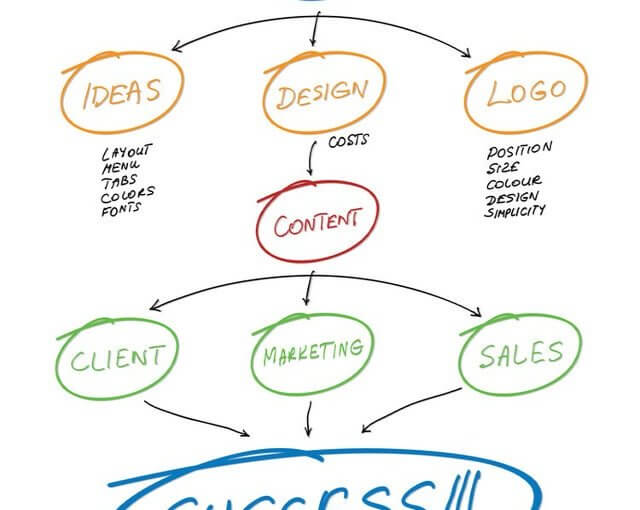 IDEAS
DESIGN
LOGO
LAYOUT
MENU
TABS
COLORS
FONTS
COSTS
POSITION
SIZE
COLOUR
DESIGN
SIMPLICITY
CONTENT
CLIENT
MARKETING
SALES
SUCCESS!!!